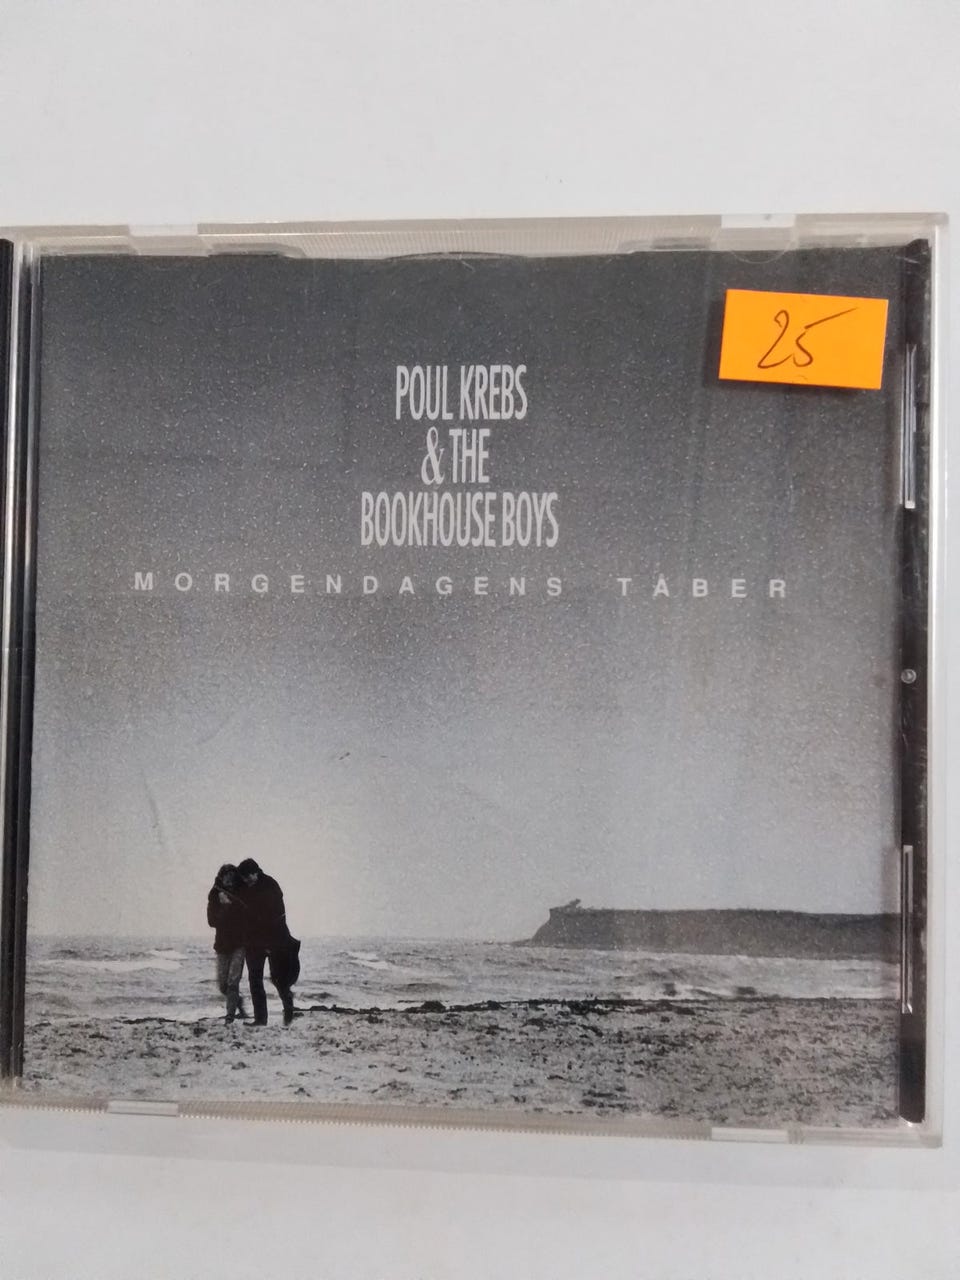 25
POUL KREBS
& THE
BOOKHOUSE BOYS
MORGENDAGENS TABER